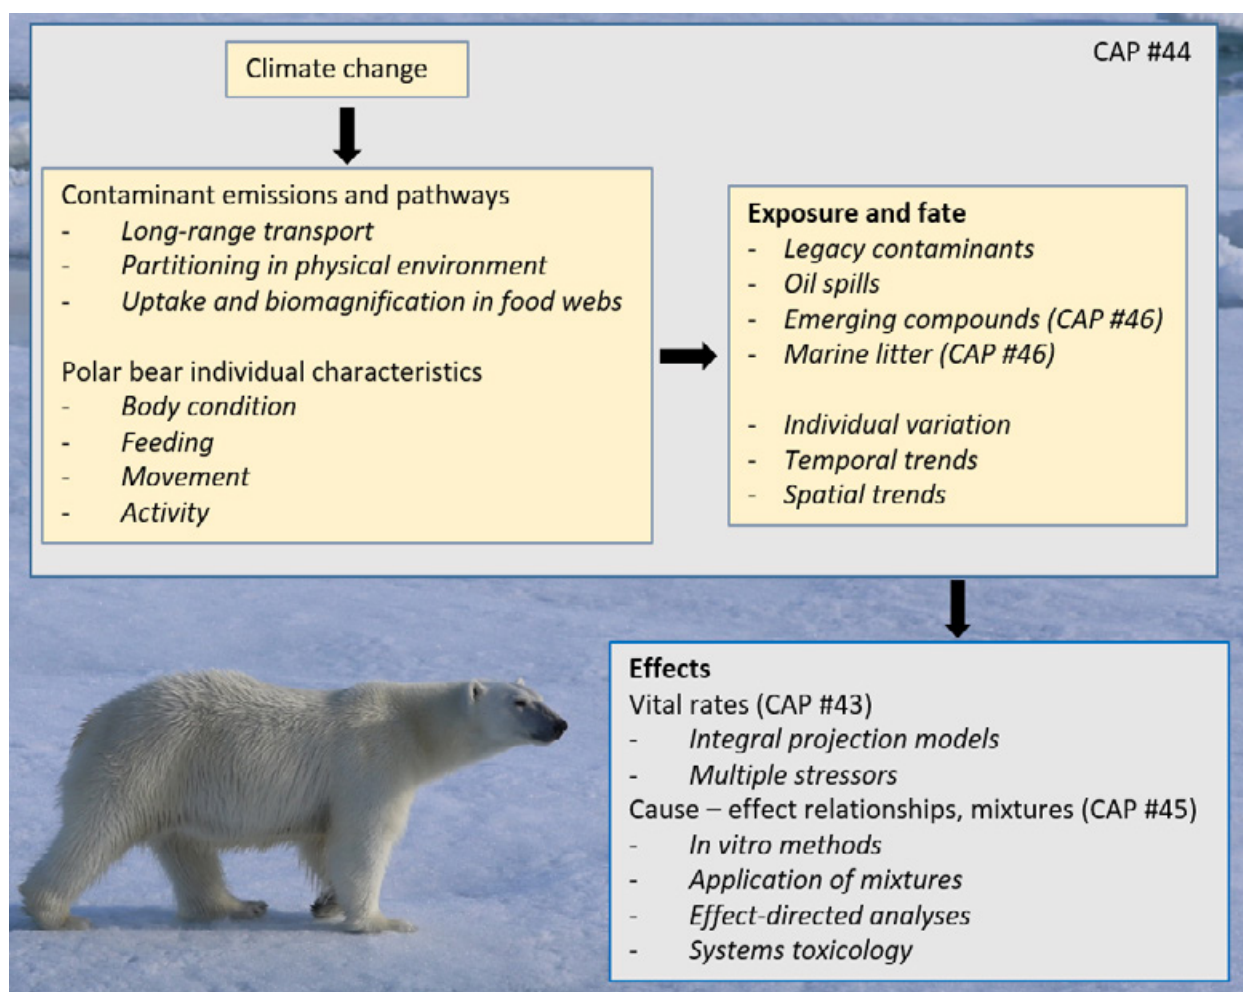 CAP #44
Climate change
Contaminant emissions and pathways
- Long-range transport
- Partitioning in physical environment
- Uptake and biomagnification in food webs
Polar bear individual characteristics
- Body condition
- Feeding
- Movement
- Activity
Exposure and fate
- Legacy contaminants
- Oil spills
- Emerging compounds (CAP #46)
- Marine litter (CAP #46)
- Individual variation
- Temporal trends
- Spatial trends
Effects
Vital rates (CAP #43)
- Integral projection models
- Multiple stressors
Cause – effect relationships, mixtures (CAP #45)
- In vitro methods
- Application of mixtures
- Effect-directed analyses
- Systems toxicology